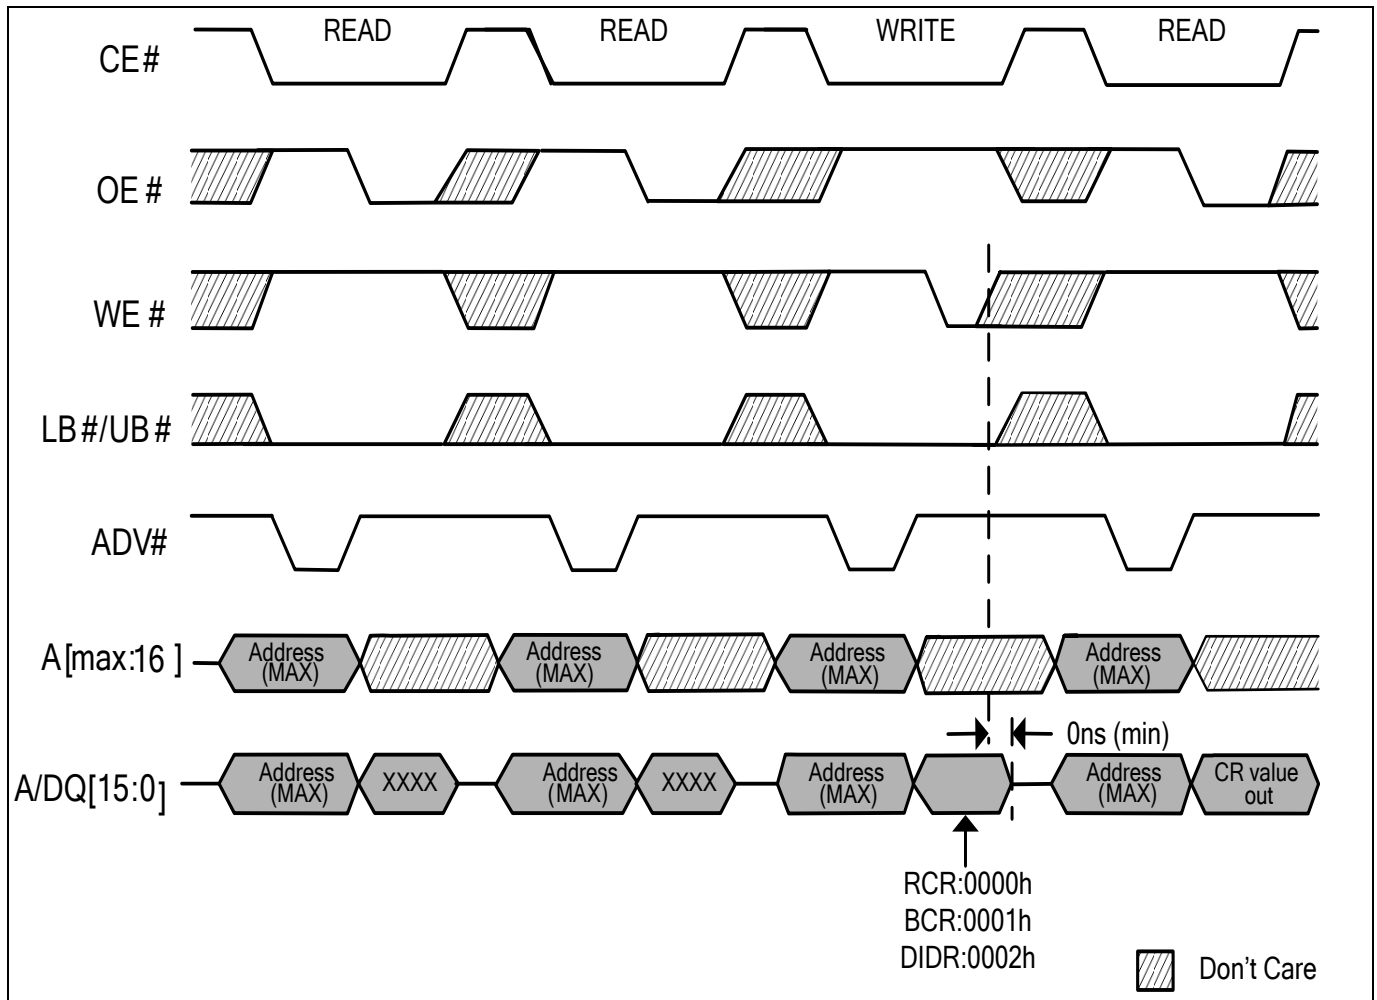 READ READ WRITE READ
CE#
OE #
WE #
LB#/UB#
ADV#
A[max:16 ]
Address (MAX)
Address (MAX)
Address (MAX)
Address (MAX)
0ns (min)
A/DQ[15:0]
Address (MAX)
XXXX
Address (MAX)
XXXX
Address (MAX)
Address (MAX)
CR value out
RCR:0000h
BCR:0001h
DIDR:0002h
Don't Care